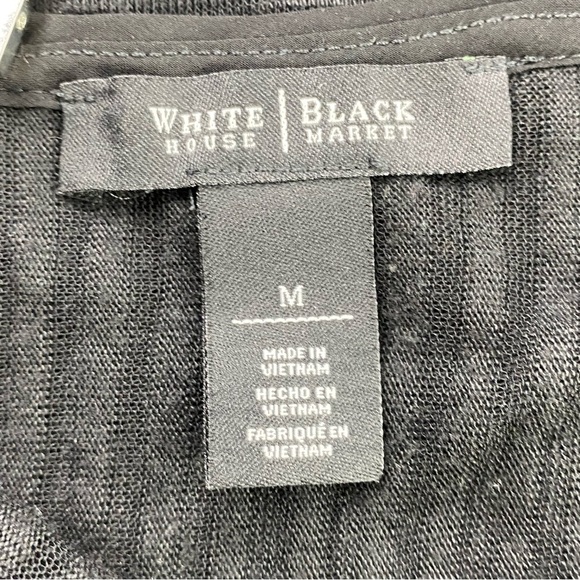 WHITE | BLACK
HOUSE MARKET
M
MADE IN
VIETNAM
HECHO EN
VIETNAM
FABRIQUÉ EN
VIETNAM